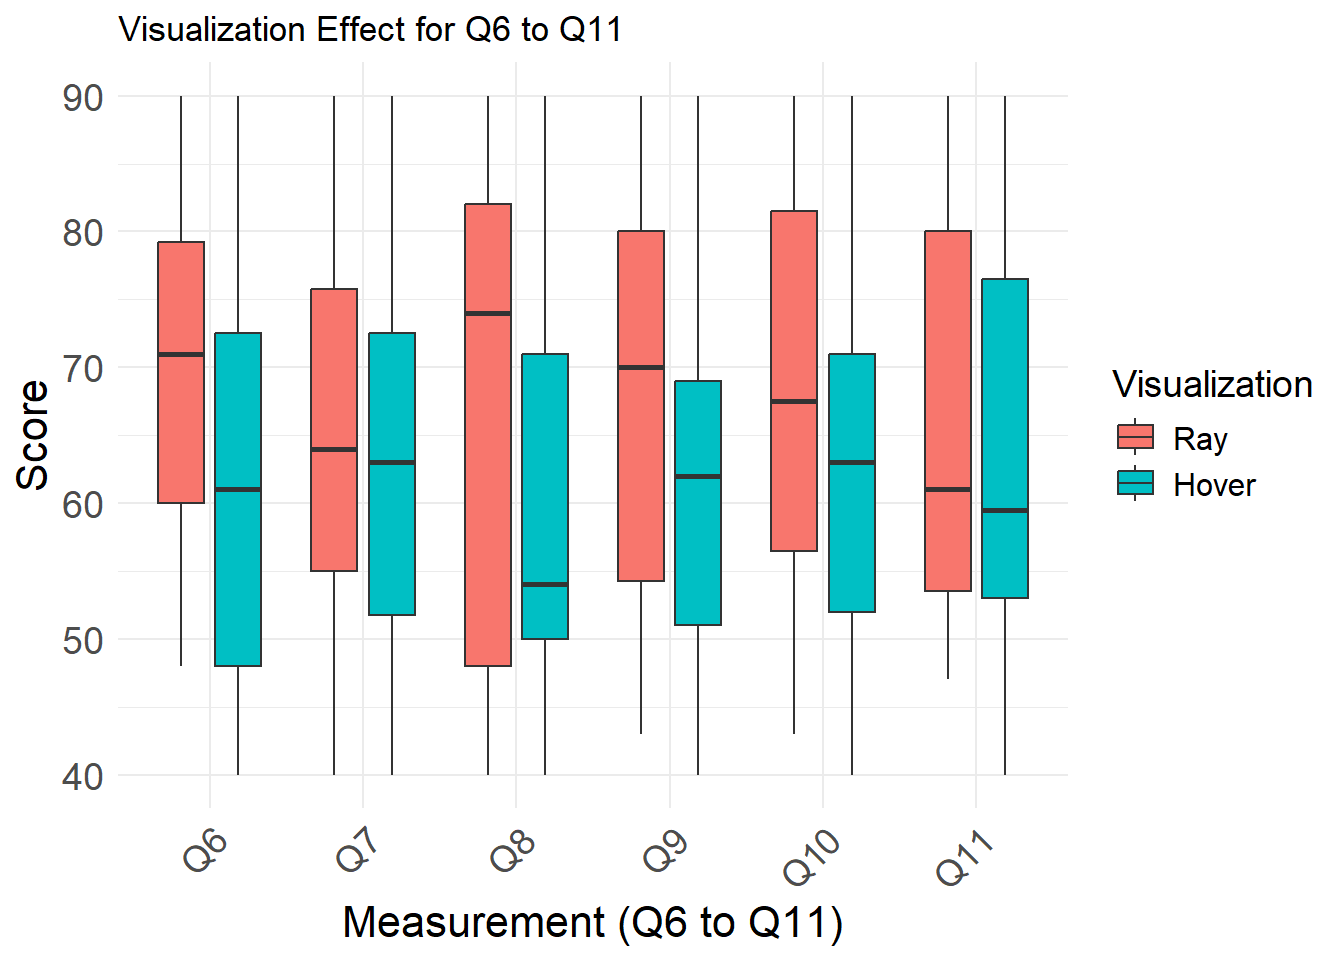 Visualization Effect for Q6 to Q11
90
80
70
60
50
40
Score
Q6
Q7
Q8
Q9
Q10
Q11
Measurement (Q6 to Q11)
Visualization
Ray
Hover